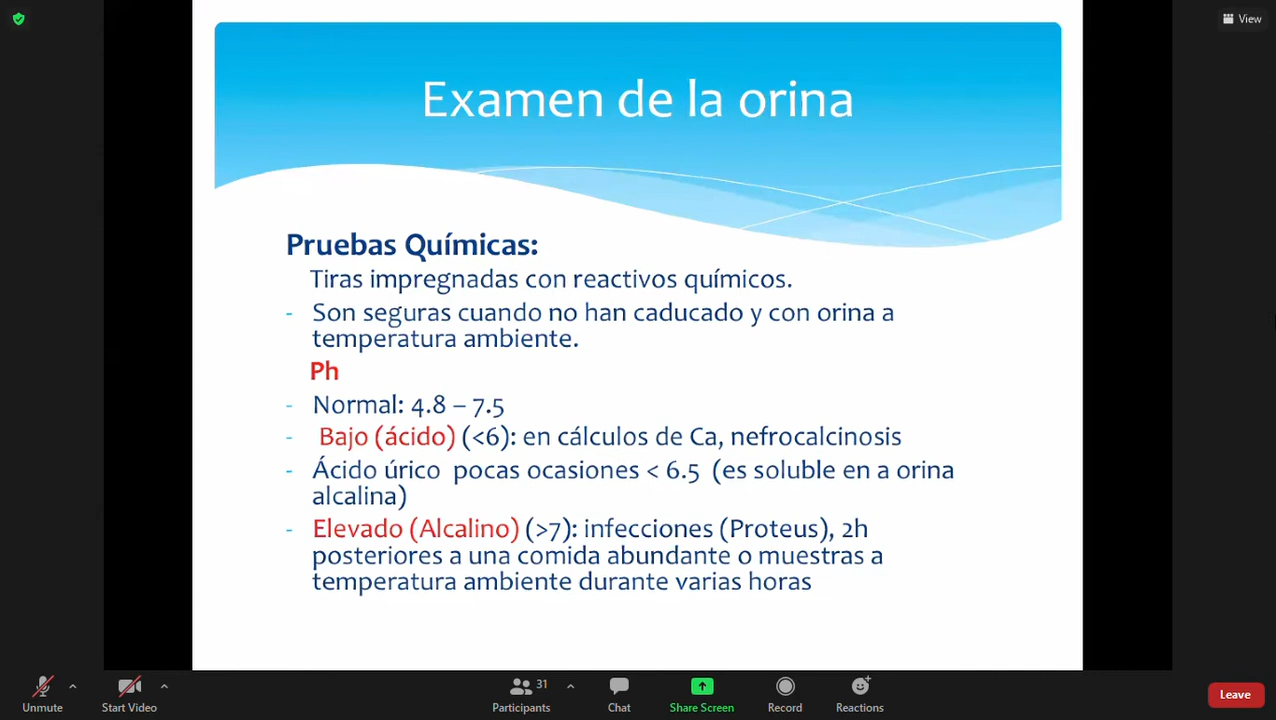 View
Examen de la orina
Pruebas Químicas:
Tiras impregnadas con reactivos químicos.
- Son seguras cuando no han caducado y con orina a
temperatura ambiente.
Ph
- Normal: 4.8 – 7.5
- Bajo (ácido) (<6): en cálculos de Ca, nefrocalcinosis
- Ácido úrico pocas ocasiones < 6.5 (es soluble en a orina
alcalina)
- Elevado (Alcalino) (>7): infecciones (Proteus), 2h
posteriores a una comida abundante o muestras a
temperatura ambiente durante varias horas
Unmute
Start Video
Participants 31
Chat
Share Screen
Record
Reactions
Leave